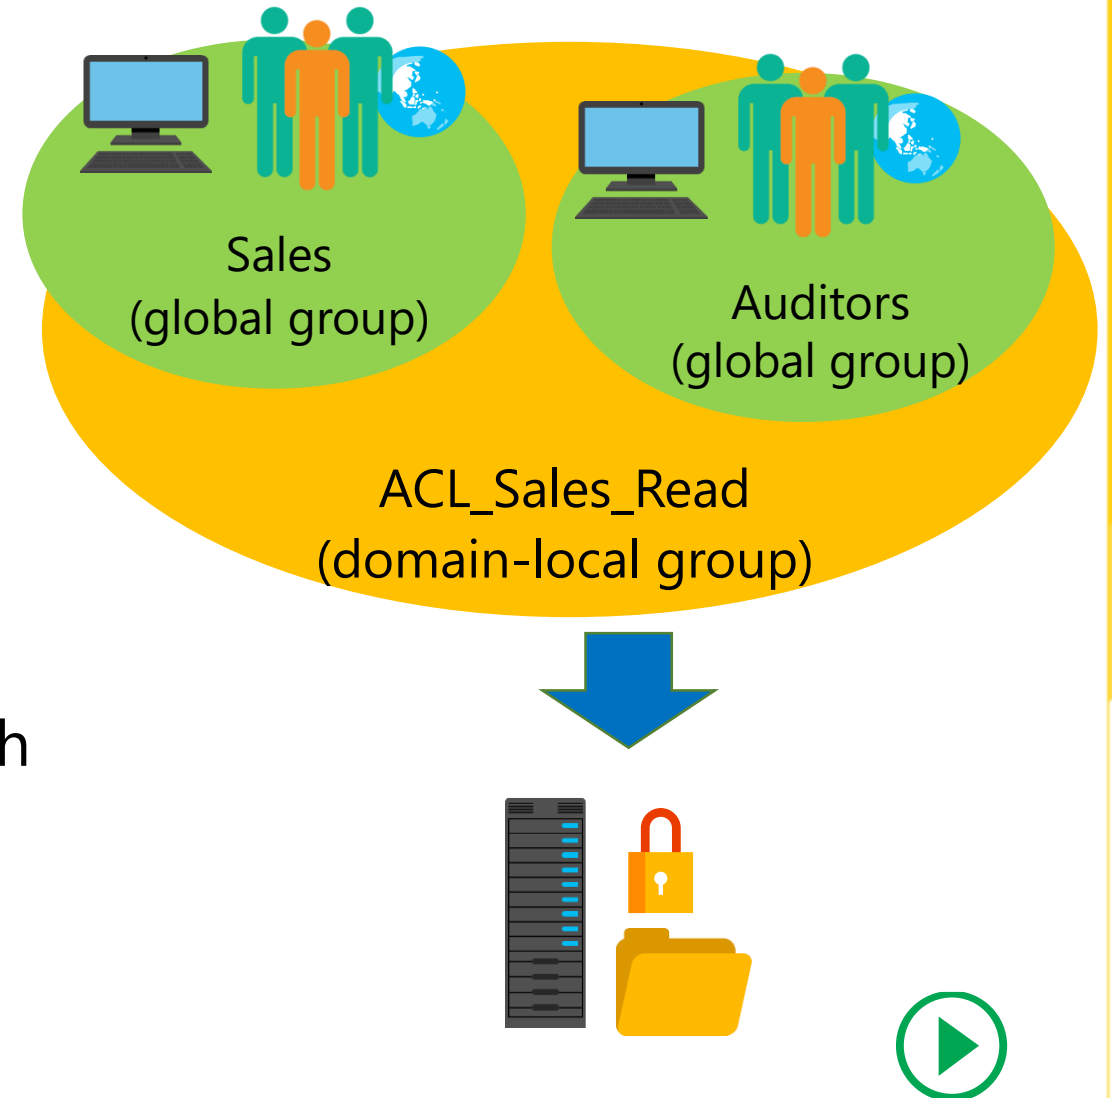 Sales
(global group)
Auditors
(global group)
ACL_Sales_Read
(domain-local group)
h